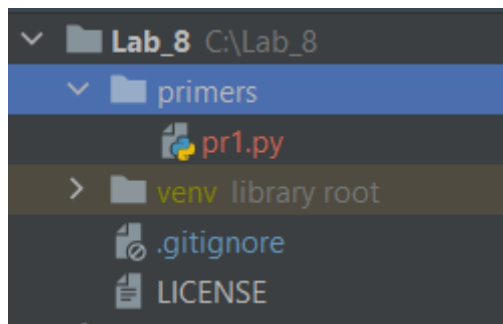 Lab_8 C:\Lab_8
primers
pr1.py
venv library root
.gitignore
LICENSE